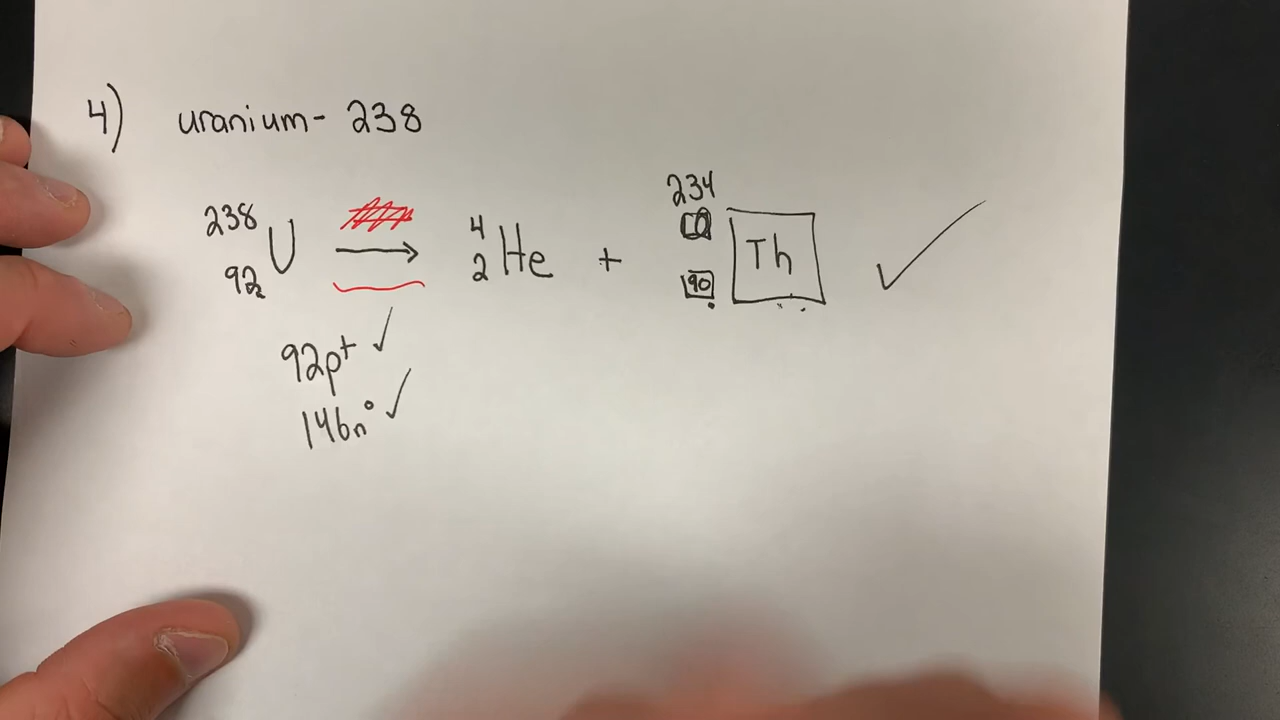 4) uranium- 238
238 92 U → 4 2 He + 234 90 Th ✓
92p+ ✓
146n° ✓